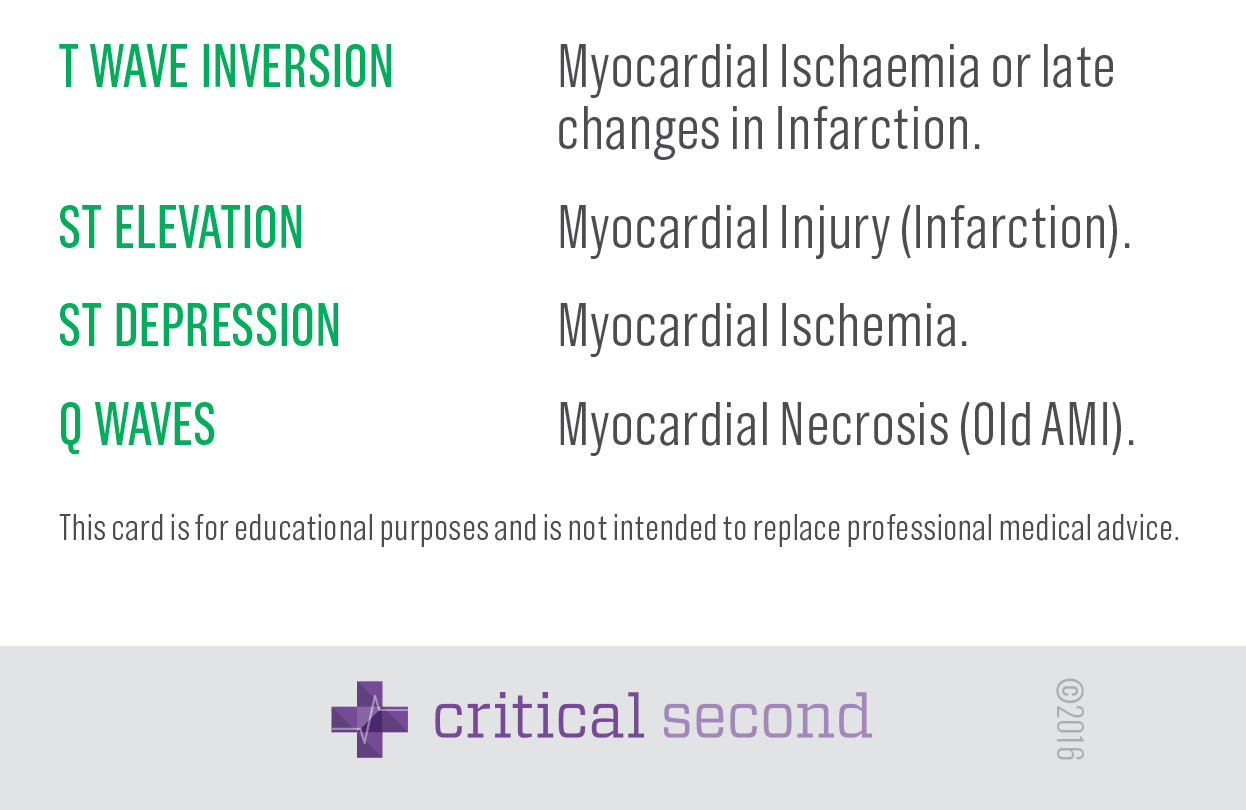 T WAVE INVERSION
Myocardial Ischaemia or late
changes in Infarction.
ST ELEVATION
Myocardial Injury (Infarction).
ST DEPRESSION
Myocardial Ischemia.
Q WAVES
Myocardial Necrosis (Old AMI).
This card is for educational purposes and is not intended to replace professional medical advice.
critical second
©2016